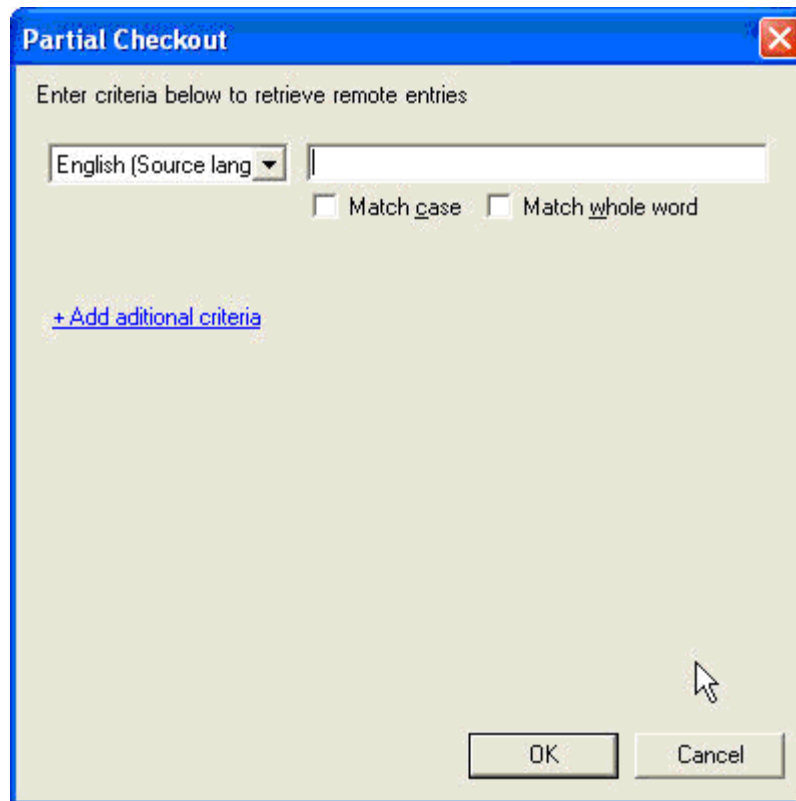 Partial Checkout
Enter criteria below to retrieve remote entries
English (Source lang
Match case Match whole word
+ Add aditional criteria
OK Cancel